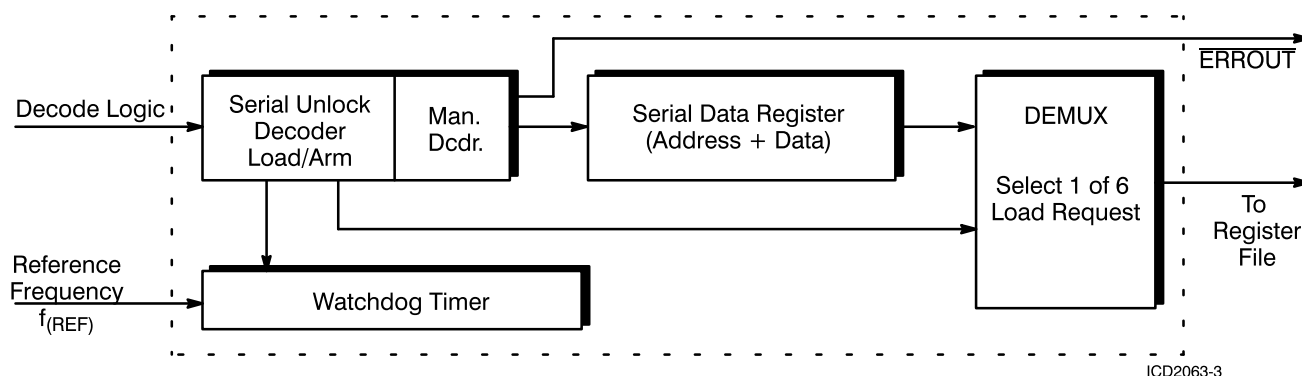 ERROUT
Decode Logic
Serial Unlock
Decoder
Load/Arm
Man.
Dcdr.
Serial Data Register
(Address + Data)
DEMUX
Select 1 of 6
Load Request
To
Register
File
Reference
Frequency
f(REF)
Watchdog Timer
ICD2063-3